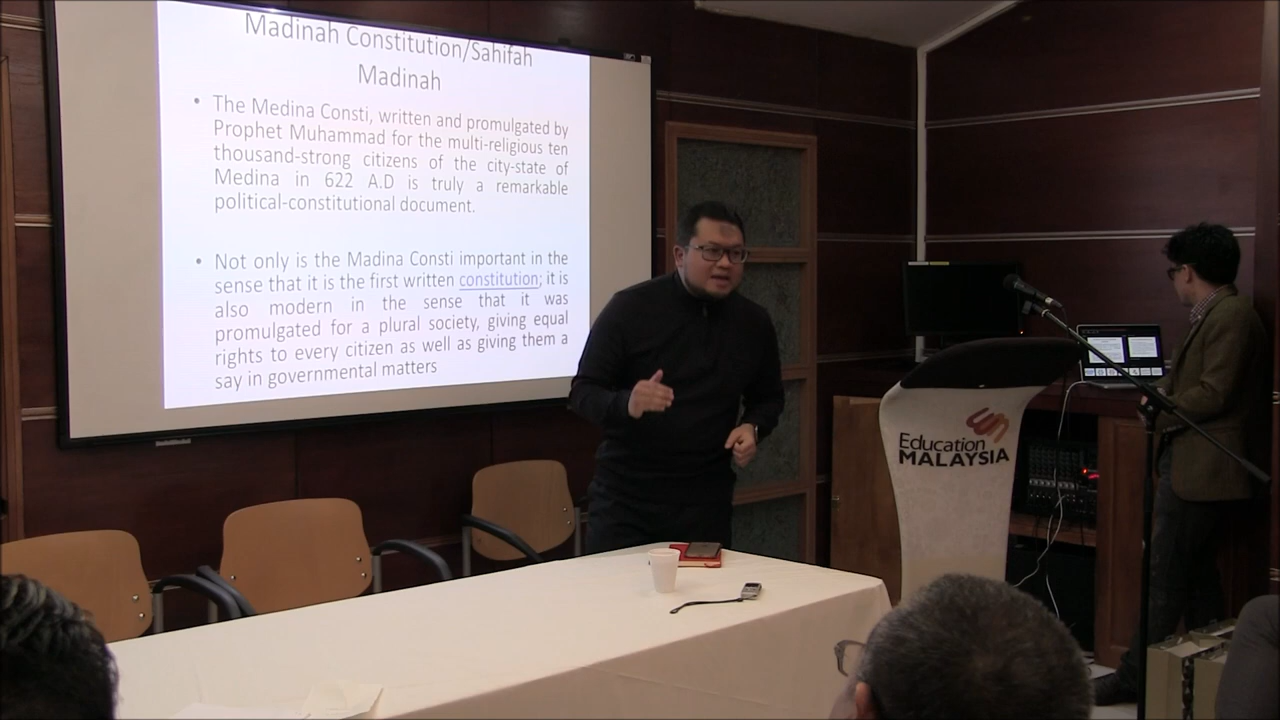 Madinah Constitution/Sahifah
Madinah
• The Medina Consti, written and promulgated by
Prophet Muhammad for the multi-religious ten
thousand-strong citizens of the city-state of
Medina in 622 A.D is truly a remarkable
political-constitutional document.
• Not only is the Madina Consti important in the
sense that it is the first written constitution; it is
also modern in the sense that it was
promulgated for a plural society, giving equal
rights to every citizen as well as giving them a
say in governmental matters
Education
MALAYSIA